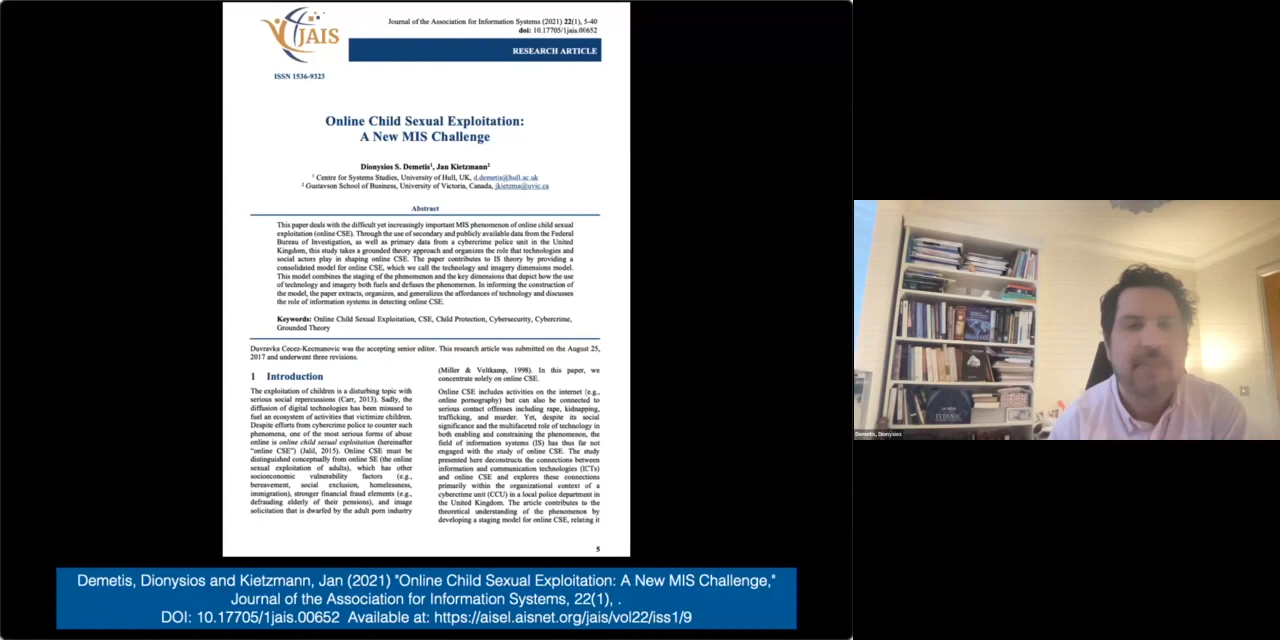 JAIS
Journal of the Association for Information Systems (2021) 22(1), 5-40
doi: 10.17705/1jais.00652
RESEARCH ARTICLE
ISSN 1536-9323
Online Child Sexual Exploitation:
A New MIS Challenge
Dionysios S. Demetis1, Jan Kietzmann2
1 Centre for Systems Studies, University of Hull, UK, d.demetis@hull.ac.uk
2 Gustavson School of Business, University of Victoria, Canada, jkietzma@uvic.ca
Abstract
This paper deals with the difficult yet increasingly important MIS phenomenon of online child sexual
exploitation (online CSE). Through the use of secondary and publicly available data from the Federal
Bureau of Investigation, as well as primary data from a cybercrime police unit in the United
Kingdom, this study takes a grounded theory approach and organizes the role that technologies and
social actors play in shaping online CSE. The paper contributes to IS theory by providing a
consolidated model for online CSE, which we call the technology and imagery dimensions model.
This model combines the staging of the phenomenon and the key dimensions that depict how the
use of technology and imagery both fuels and defuses the phenomenon. In informing the construction
of the model, the paper extracts, organizes, and generalizes the affordances of technology and discusses
the role of information systems in detecting online CSE.
Keywords: Online Child Sexual Exploitation, CSE, Child Protection, Cybersecurity, Cybercrime,
Grounded Theory
Duvravka Cecez-Kecmanovic was the accepting senior editor. This research article was submitted on the August 25,
2017 and underwent three revisions.
1 Introduction
The exploitation of children is a disturbing topic with
serious social repercussions (Carr, 2013). Sadly, the
diffusion of digital technologies has been misused to
fuel an ecosystem of activities that victimize children.
Despite efforts from cybercrime police to counter such
phenomena, one of the most serious forms of abuse
online is online child sexual exploitation (hereinafter
"online CSE") (Jalil, 2015). Online CSE must be
distinguished conceptually from online SE (the online
sexual exploitation of adults), which has other
socioeconomic vulnerability factors (e.g.,
bereavement, social exclusion, homelessness,
immigration), stronger financial fraud elements (e.g.,
defrauding elderly of their pensions), and image
solicitation that is dwarfed by the adult porn industry
(Miller & Veltkamp, 1998). In this paper, we
concentrate solely on online CSE.
Online CSE includes activities on the internet (e.g.,
online pornography) but can also be connected to
serious contact offenses including rape, kidnapping,
trafficking, and murder. Yet, despite its social
significance and the multifaceted role of technology in
both enabling and constraining the phenomenon, the
field of information systems (IS) has thus far not
engaged with the study of online CSE. The study
presented here deconstructs the connections between
information and communication technologies (ICTs)
and online CSE and explores these connections
primarily within the organizational context of a
cybercrime unit (CCU) in a local police department in
the United Kingdom. The article contributes to the
theoretical understanding of the phenomenon by
developing a staging model for online CSE, relating it
5
Demetis, Dionysios and Kietzmann, Jan (2021) "Online Child Sexual Exploitation: A New MIS Challenge,"
Journal of the Association for Information Systems, 22(1), .
DOI: 10.17705/1jais.00652 Available at: https://aisel.aisnet.org/jais/vol22/iss1/9
Demetis, Dionysios